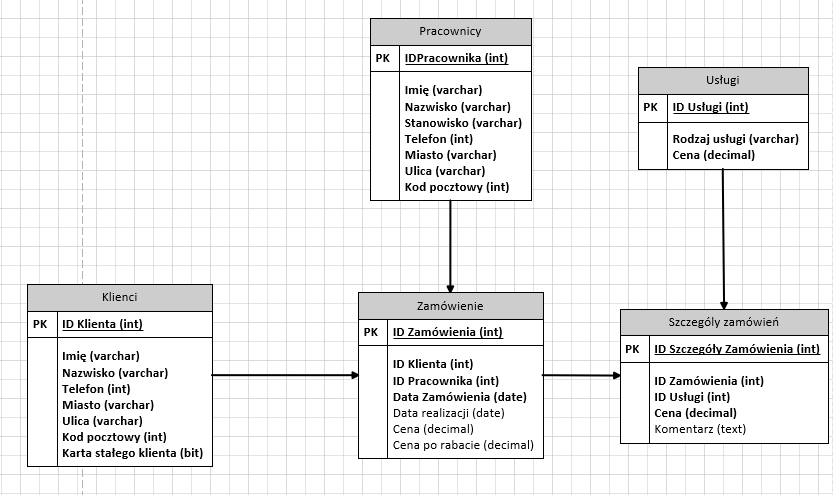 Pracownicy
PK IDPracownika (int)
Imię (varchar)
Nazwisko (varchar)
Stanowisko (varchar)
Telefon (int)
Miasto (varchar)
Ulica (varchar)
Kod pocztowy (int)
Usługi
PK ID Usługi (int)
Rodzaj usługi (varchar)
Cena (decimal)
Klienci
PK ID Klienta (int)
Imię (varchar)
Nazwisko (varchar)
Telefon (int)
Miasto (varchar)
Ulica (varchar)
Kod pocztowy (int)
Karta stałego klienta (bit)
Zamówienie
PK ID Zamówienia (int)
ID Klienta (int)
ID Pracownika (int)
Data Zamówienia (date)
Data realizacji (date)
Cena (decimal)
Cena po rabacie (decimal)
Szczególy zamówień
PK ID Szczegóły Zamówienia (int)
ID Zamówienia (int)
ID Usługi (int)
Cena (decimal)
Komentarz (text)